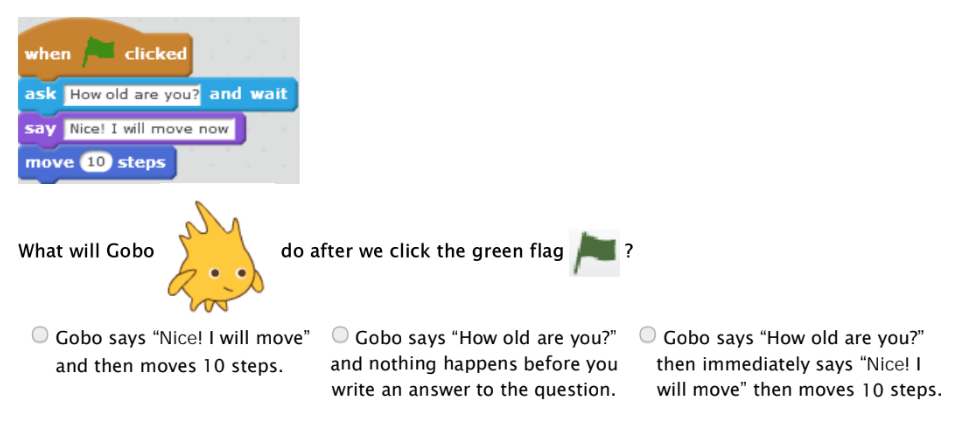 when clicked
ask How old are you? and wait
say Nice! I will move now
move 10 steps
What will Gobo do after we click the green flag ?
Gobo says “Nice! I will move”
and then moves 10 steps.
Gobo says “How old are you?”
and nothing happens before you
write an answer to the question.
Gobo says “How old are you?”
then immediately says “Nice! I
will move” then moves 10 steps.